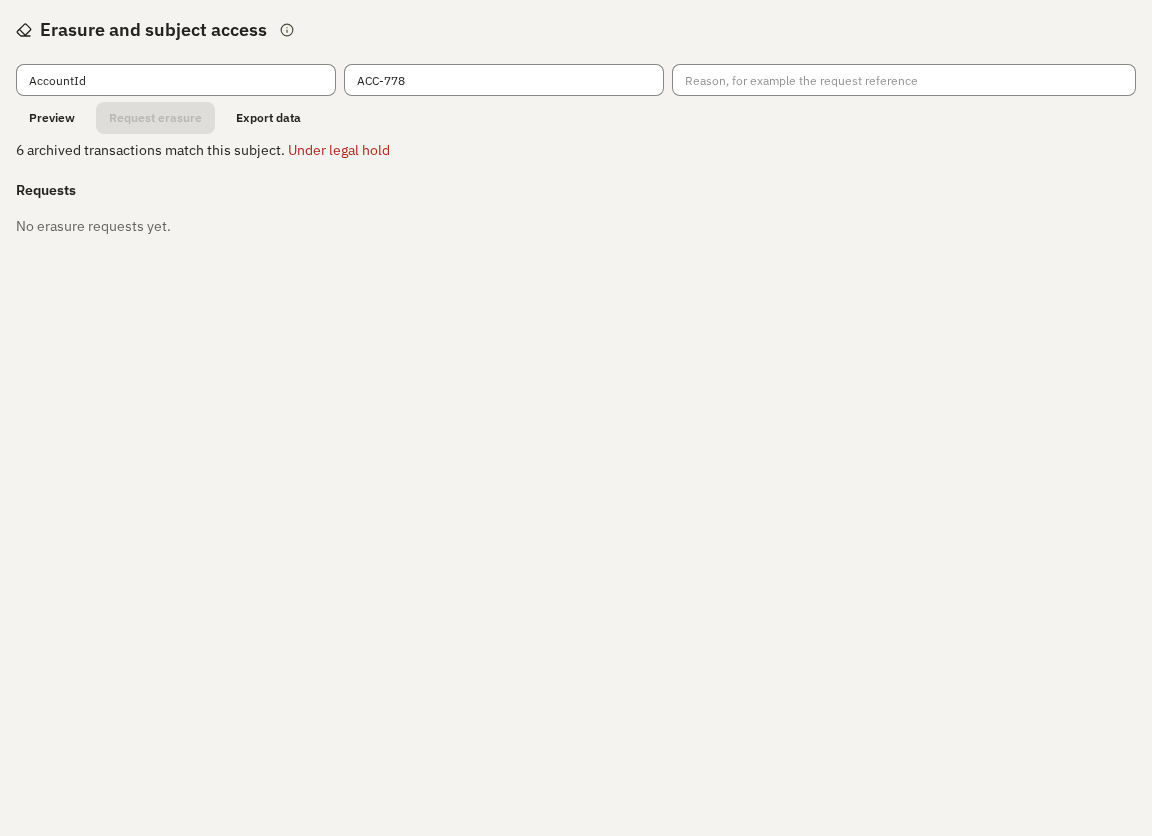 Erasure and subject access
AccountId
ACC-778
Reason, for example the request reference
Preview
Request erasure
Export data
6 archived transactions match this subject. Under legal hold
Requests
No erasure requests yet.